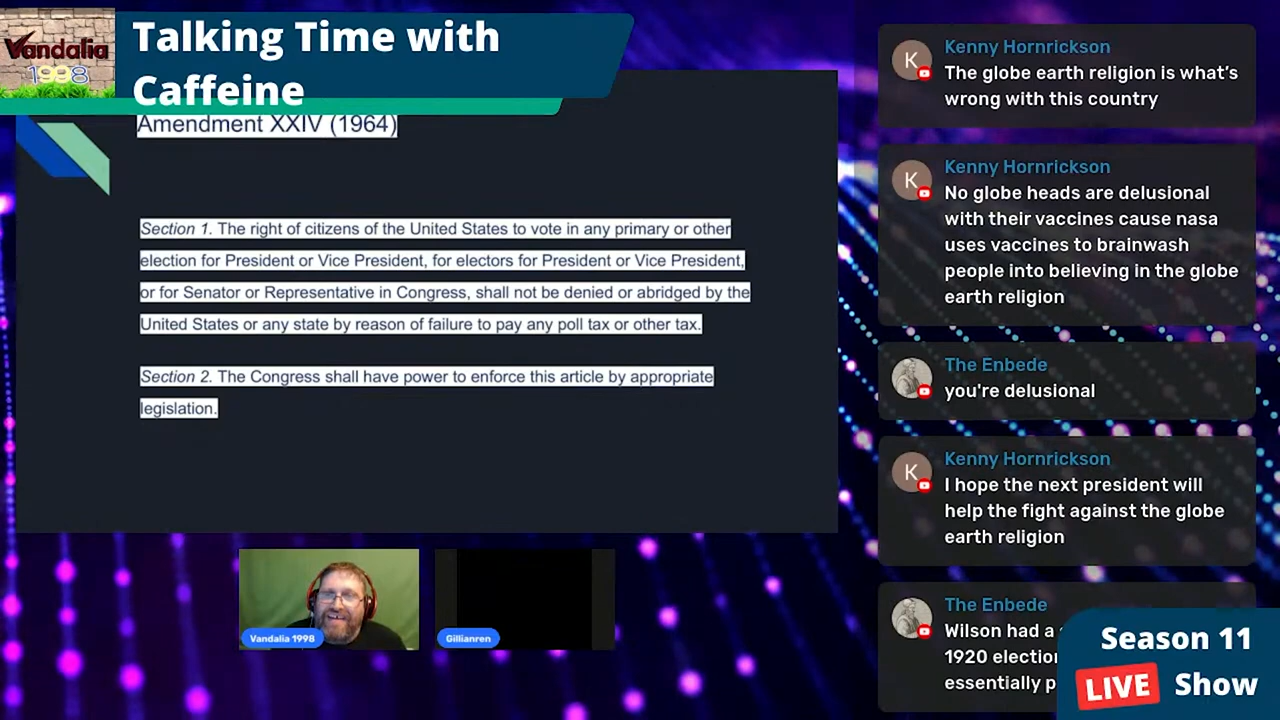 Vandalia
1998
Talking Time with
Caffeine
Amendment XXIV (1964)
Section 1. The right of citizens of the United States to vote in any primary or other
election for President or Vice President, for electors for President or Vice President,
or for Senator or Representative in Congress, shall not be denied or abridged by the
United States or any state by reason of failure to pay any poll tax or other tax.
Section 2. The Congress shall have power to enforce this article by appropriate
legislation.
Vandalia 1998
Gillianren
K
Kenny Hornrickson
The globe earth religion is what's
wrong with this country
K
Kenny Hornrickson
No globe heads are delusional
with their vaccines cause nasa
uses vaccines to brainwash
people into believing in the globe
earth religion
The Enbede
you're delusional
K
Kenny Hornrickson
I hope the next president will
help the fight against the globe
earth religion
The Enbede
Wilson had a
1920 election
essentially
Season 11
LIVE Show